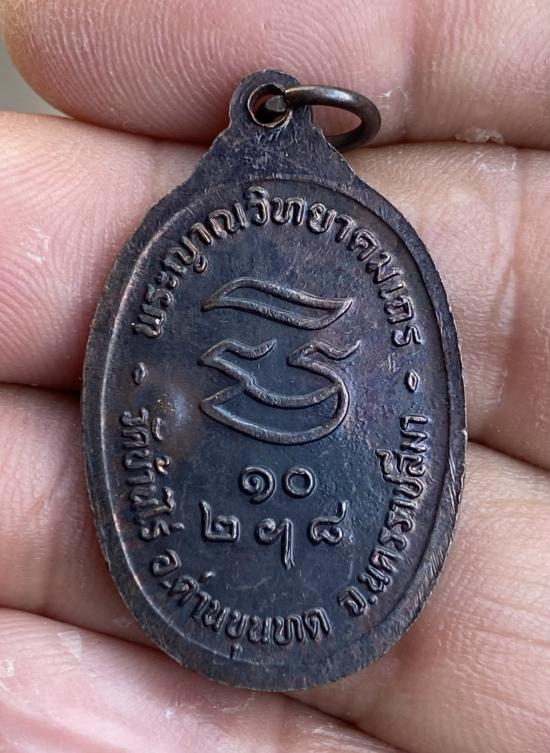 พระญาณวิทยาคมเถร
๑๐
๒ ๆ ๘
วัดบ้านไร่ อ.ด่านขุนทด จ.นครราชสีมา